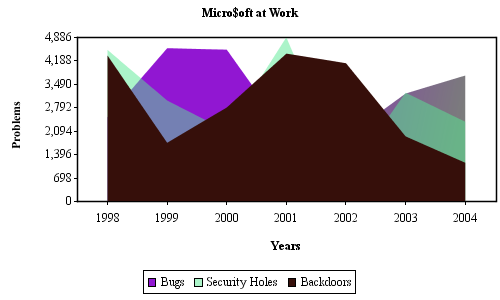 Micro$oft at Work
4,886
4,188
3,490
2,792
2,094
1,396
698
0
Problems
1998 1999 2000 2001 2002 2003 2004
Years
Bugs Security Holes Backdoors